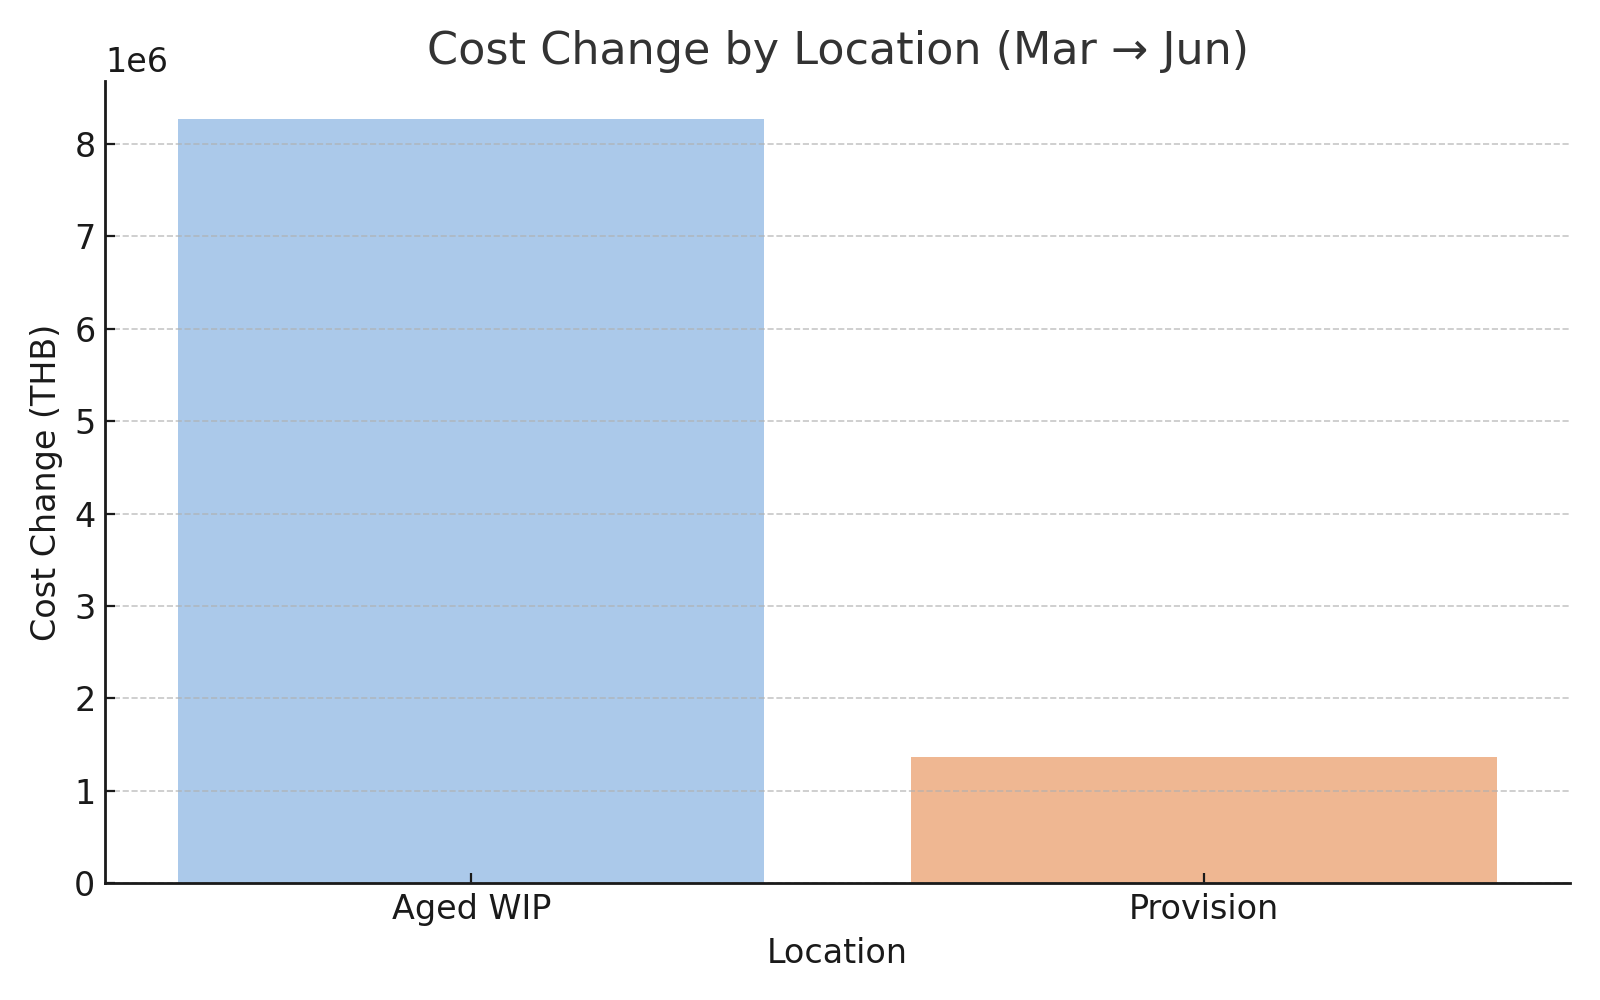 Cost Change by Location (Mar → Jun)
1e6
8
7
6
5
4
3
2
1
0
Cost Change (THB)
Aged WIP
Provision
Location